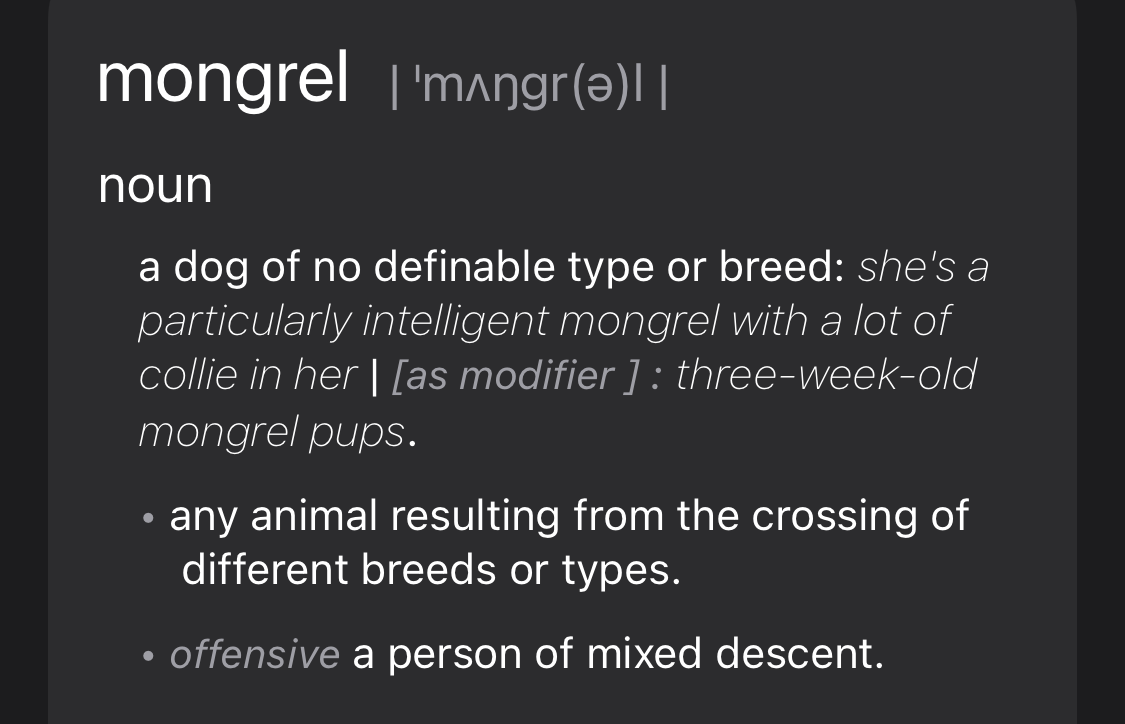 mongrel | ˈmʌŋgr(ə)l |
noun
a dog of no definable type or breed: she's a
particularly intelligent mongrel with a lot of
collie in her | [as modifier ] : three-week-old
mongrel pups.
• any animal resulting from the crossing of
different breeds or types.
• offensive a person of mixed descent.